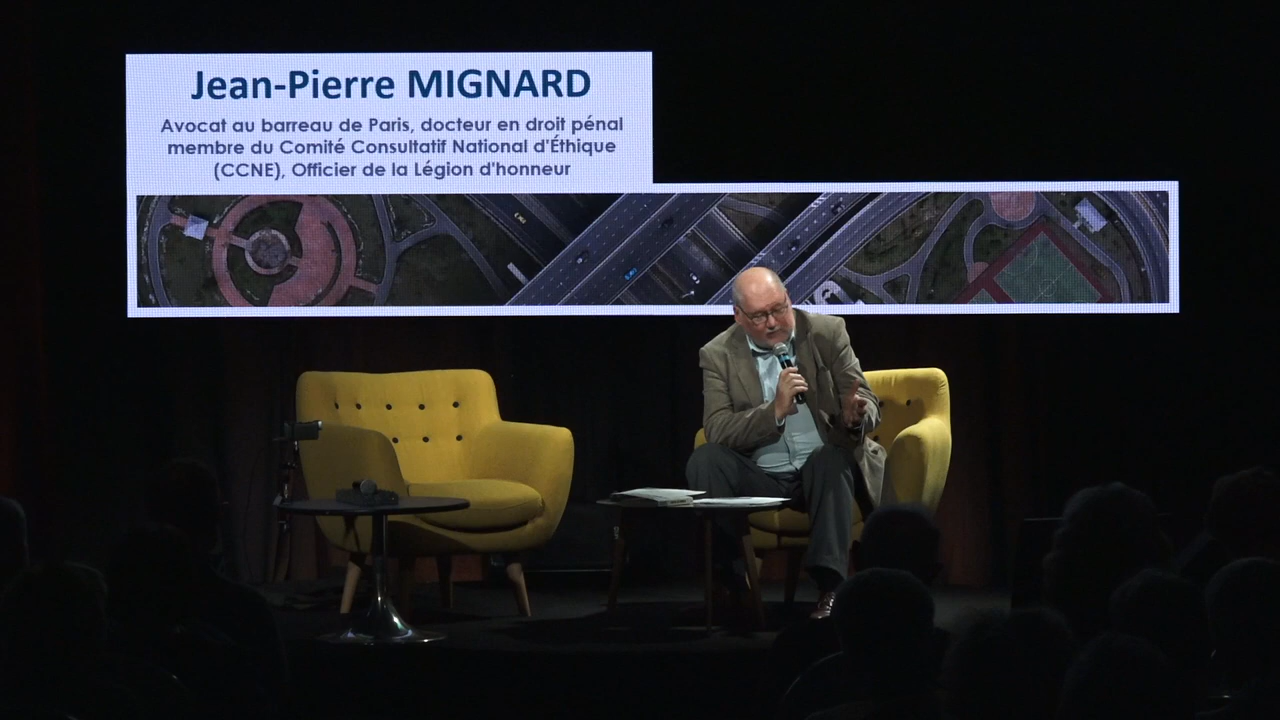 Jean-Pierre MIGNARD
Avocat au barreau de Paris, docteur en droit pénal
membre du Comité Consultatif National d'Éthique
(CCNE), Officier de la Légion d'honneur